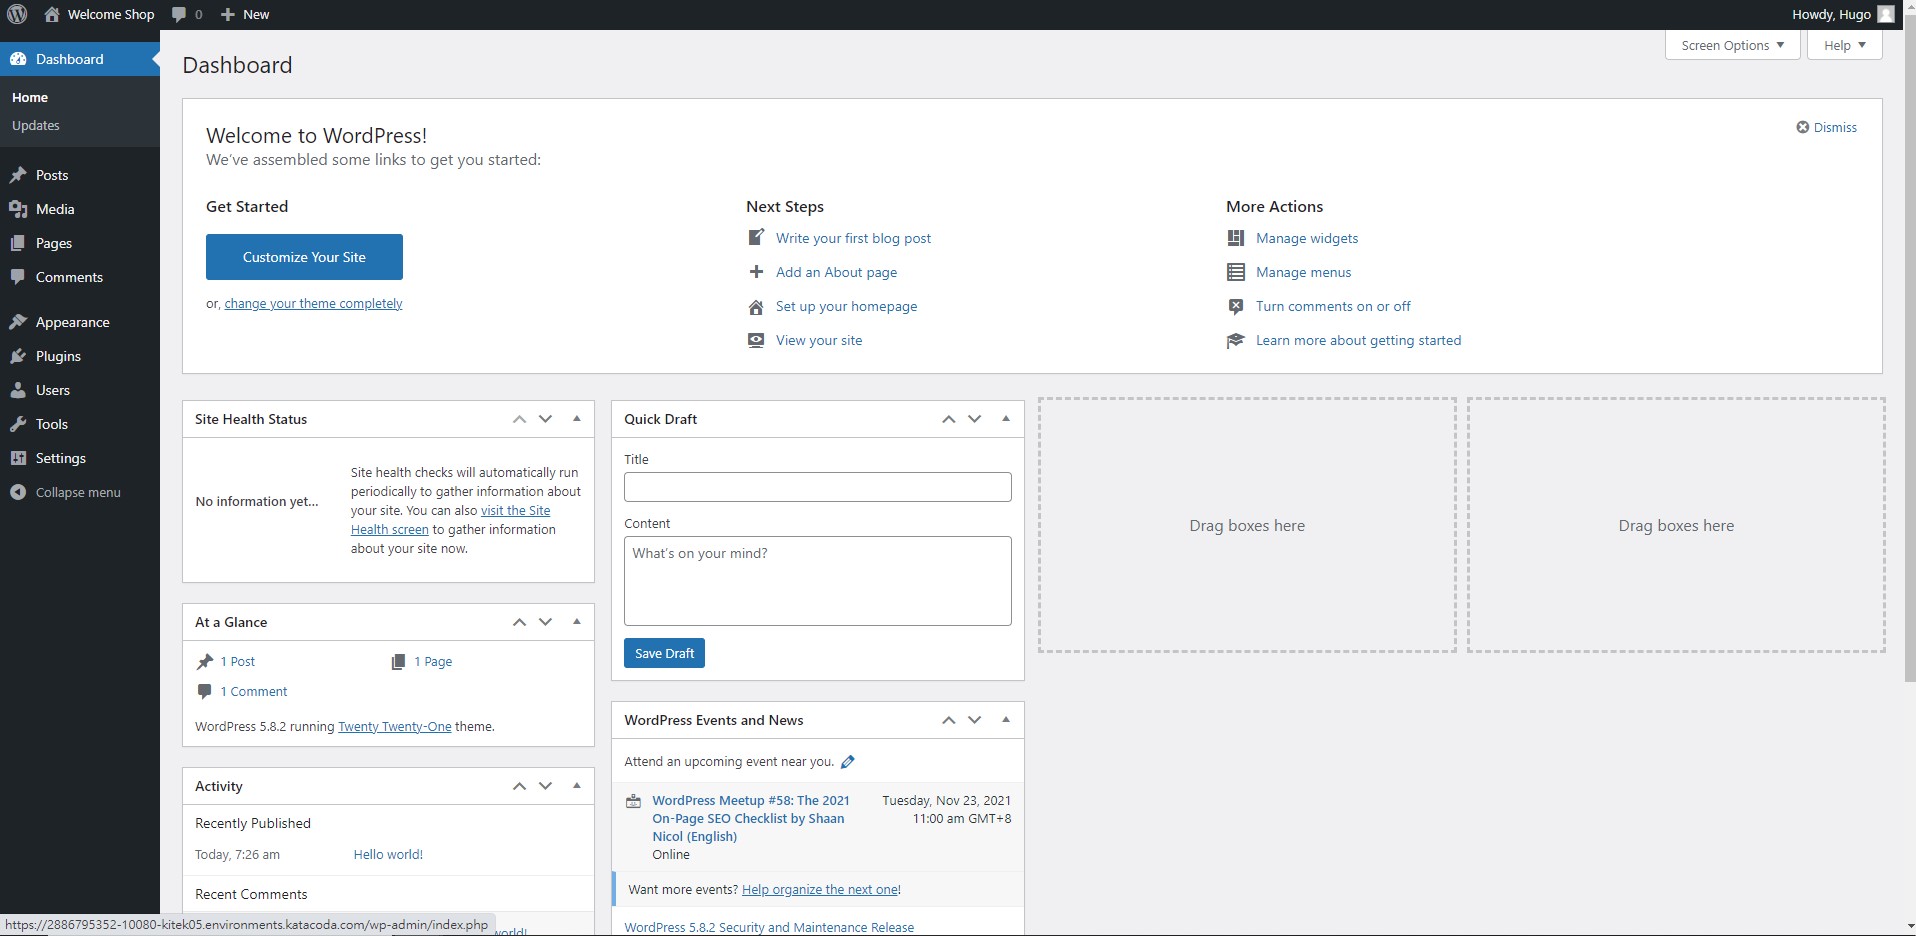 Welcome Shop
0
New
Howdy, Hugo
Dashboard
Home
Updates
Posts
Media
Pages
Comments
Appearance
Plugins
Users
Tools
Settings
Collapse menu
Screen Options
Help
Dashboard
Welcome to WordPress!
We've assembled some links to get you started:
Dismiss
Get Started
Customize Your Site
or, change your theme completely
Next Steps
Write your first blog post
Add an About page
Set up your homepage
View your site
More Actions
Manage widgets
Manage menus
Turn comments on or off
Learn more about getting started
Site Health Status
No information yet...
Site health checks will automatically run
periodically to gather information about
your site. You can also visit the Site
Health screen to gather information
about your site now.
At a Glance
1 Post
1 Page
1 Comment
WordPress 5.8.2 running Twenty Twenty-One theme.
Activity
Recently Published
Today, 7:26 am
Hello world!
Recent Comments
world!
Quick Draft
Title
Content
What's on your mind?
Save Draft
WordPress Events and News
Attend an upcoming event near you.
WordPress Meetup #58: The 2021
On-Page SEO Checklist by Shaan
Nicol (English)
Online
Tuesday, Nov 23, 2021
11:00 am GMT+8
Want more events? Help organize the next one!
WordPress 5.8.2 Security and Maintenance Release
Drag boxes here
Drag boxes here
https://2886795352-10080-kitek05.environments.katacoda.com/wp-admin/index.php